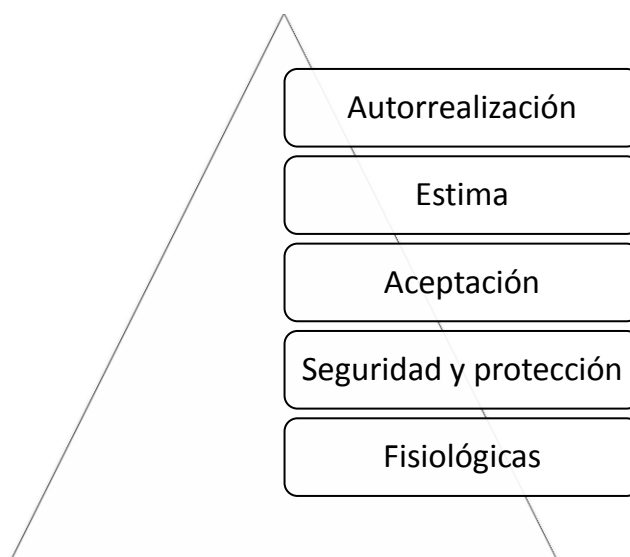 Autorrealización
Estima
Aceptación
Seguridad y protección
Fisiológicas